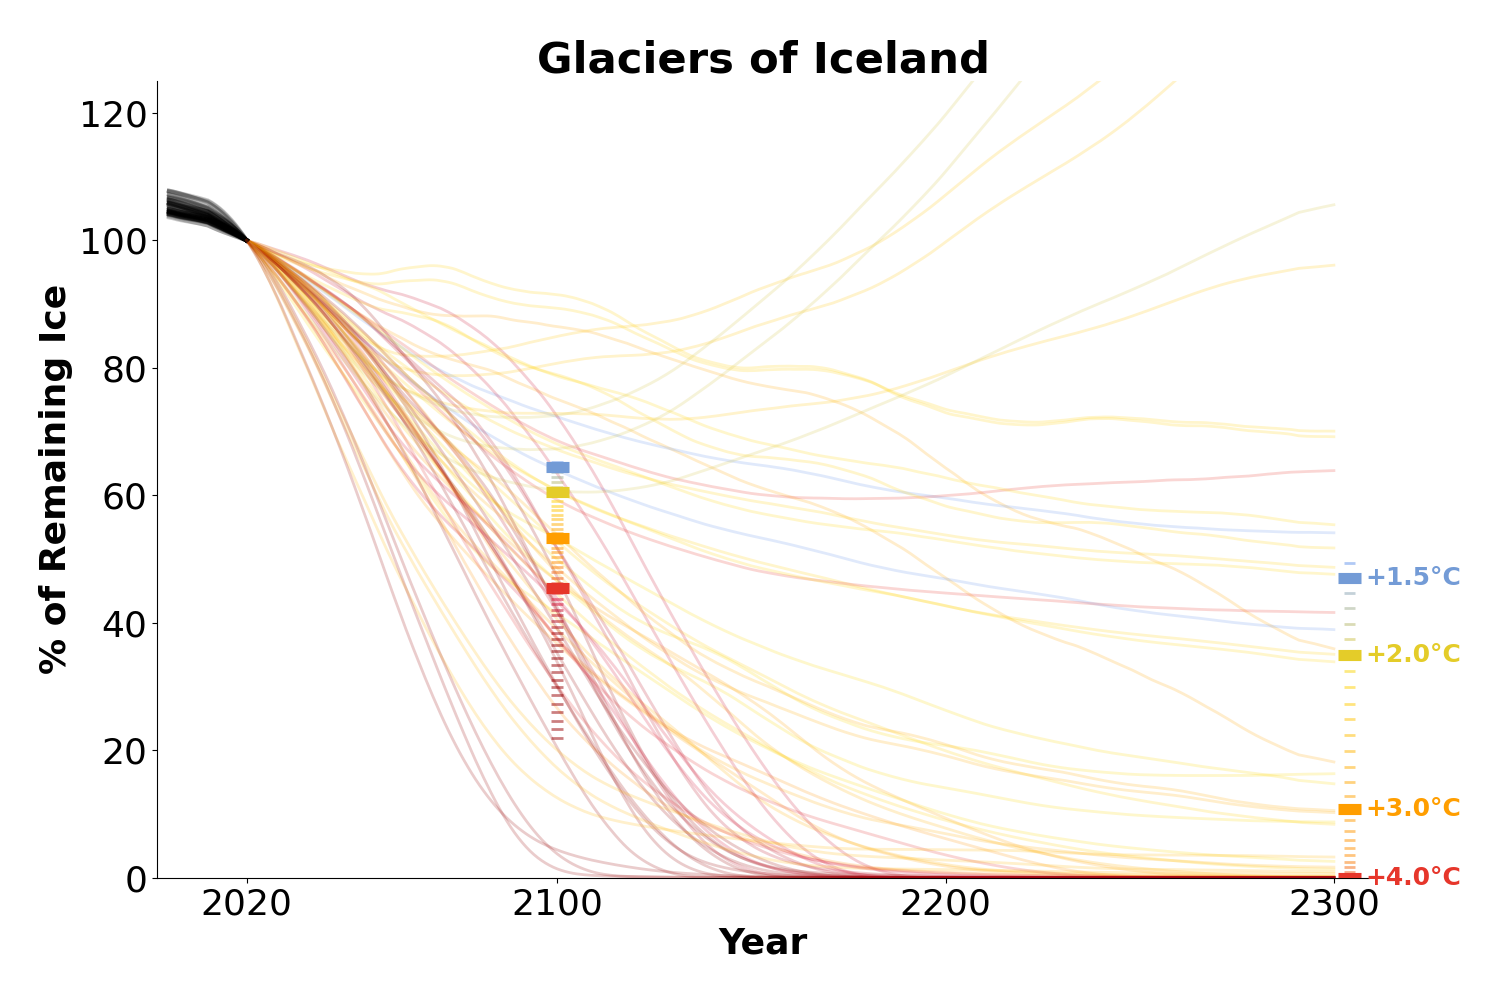 Glaciers of Iceland
% of Remaining Ice
120
100
80
60
40
20
0
+1.5°C
+2.0°C
+3.0°C
+4.0°C
2020 2100 2200 2300
Year